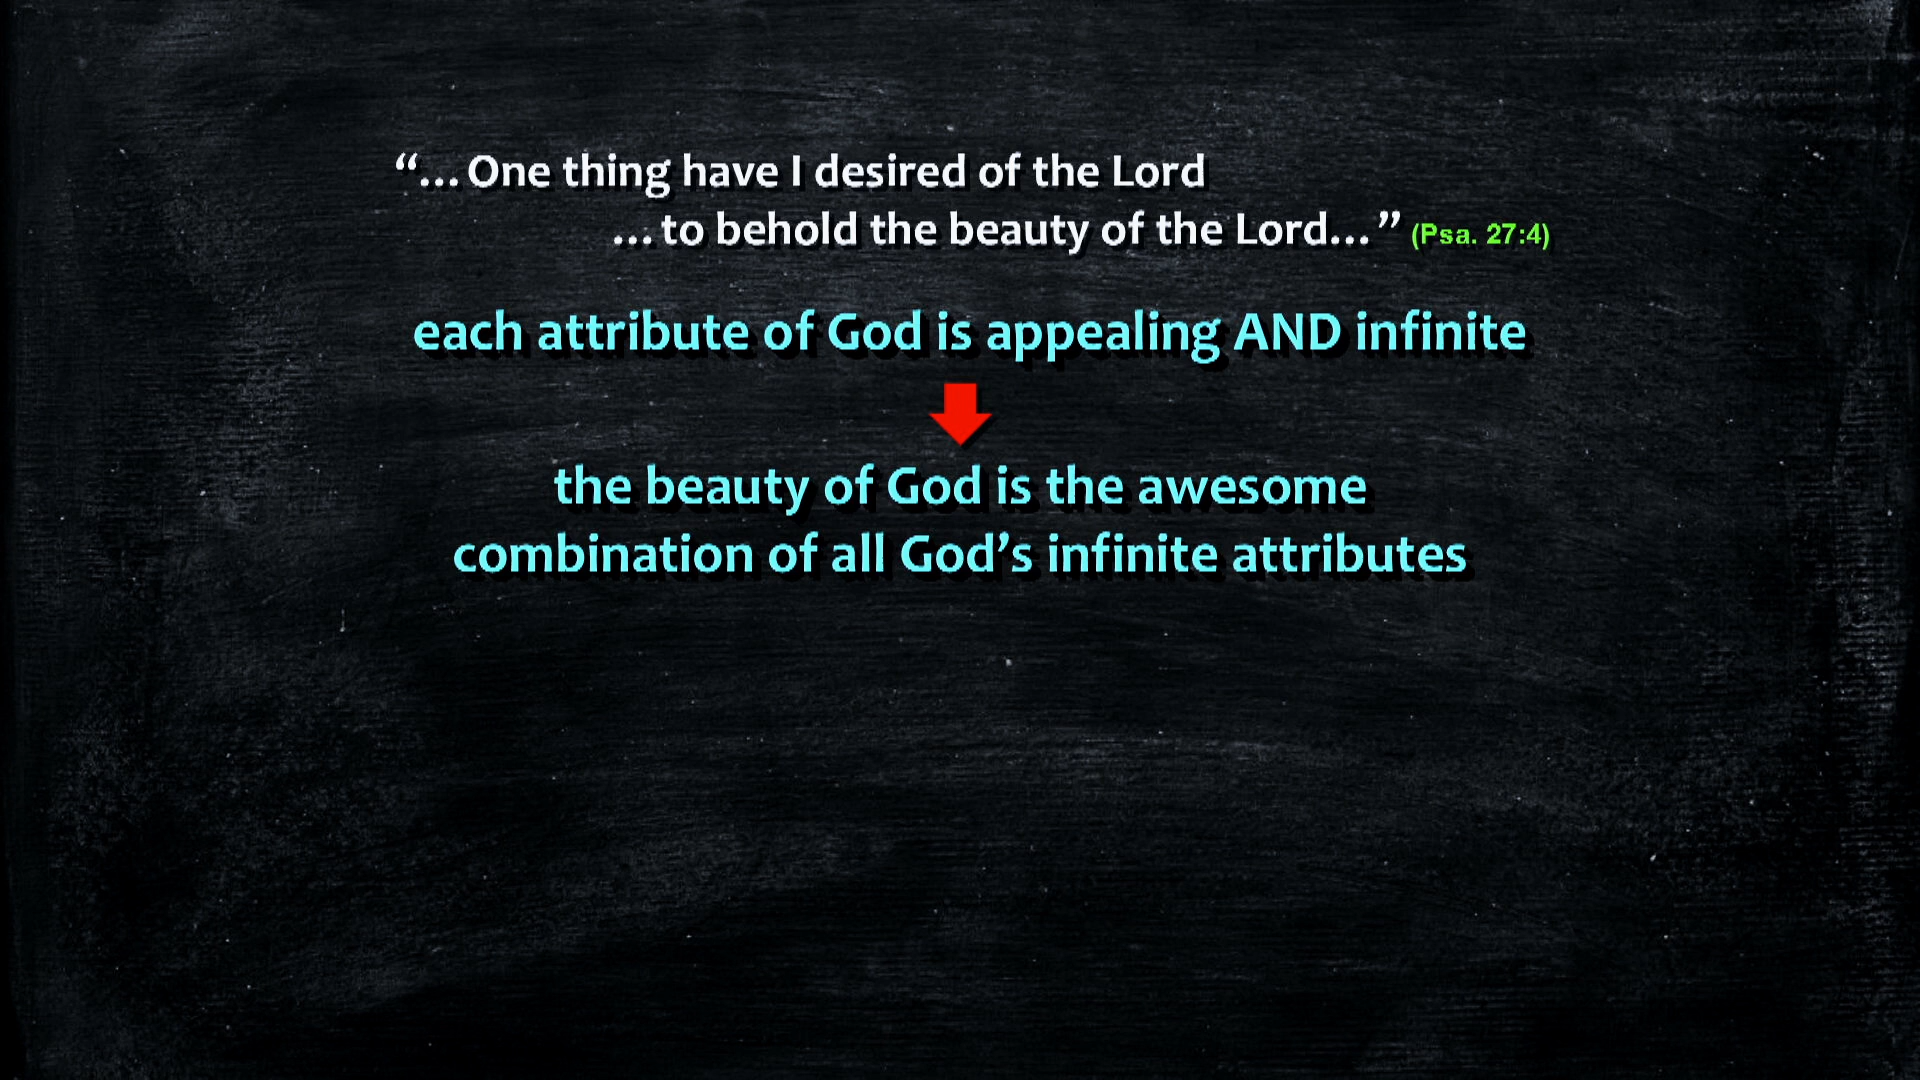 “... One thing have I desired of the Lord
... to behold the beauty of the Lord...” (Psa. 27:4)
each attribute of God is appealing AND infinite
the beauty of God is the awesome
combination of all God’s infinite attributes